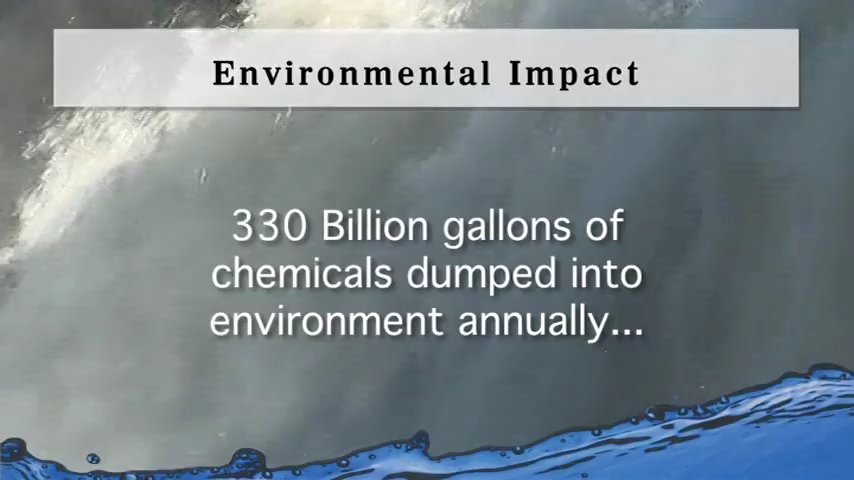 Environmental Impact
330 Billion gallons of
chemicals dumped into
environment annually...